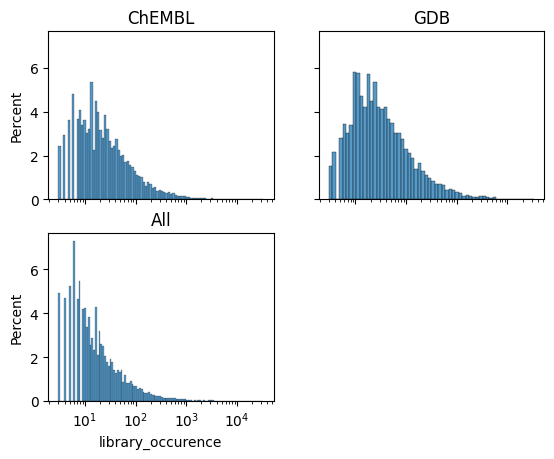 ChEMBL
GDB
Percent
6
4
2
0
All
Percent
6
4
2
0
10¹ 10² 10³ 10⁴
library_occurence